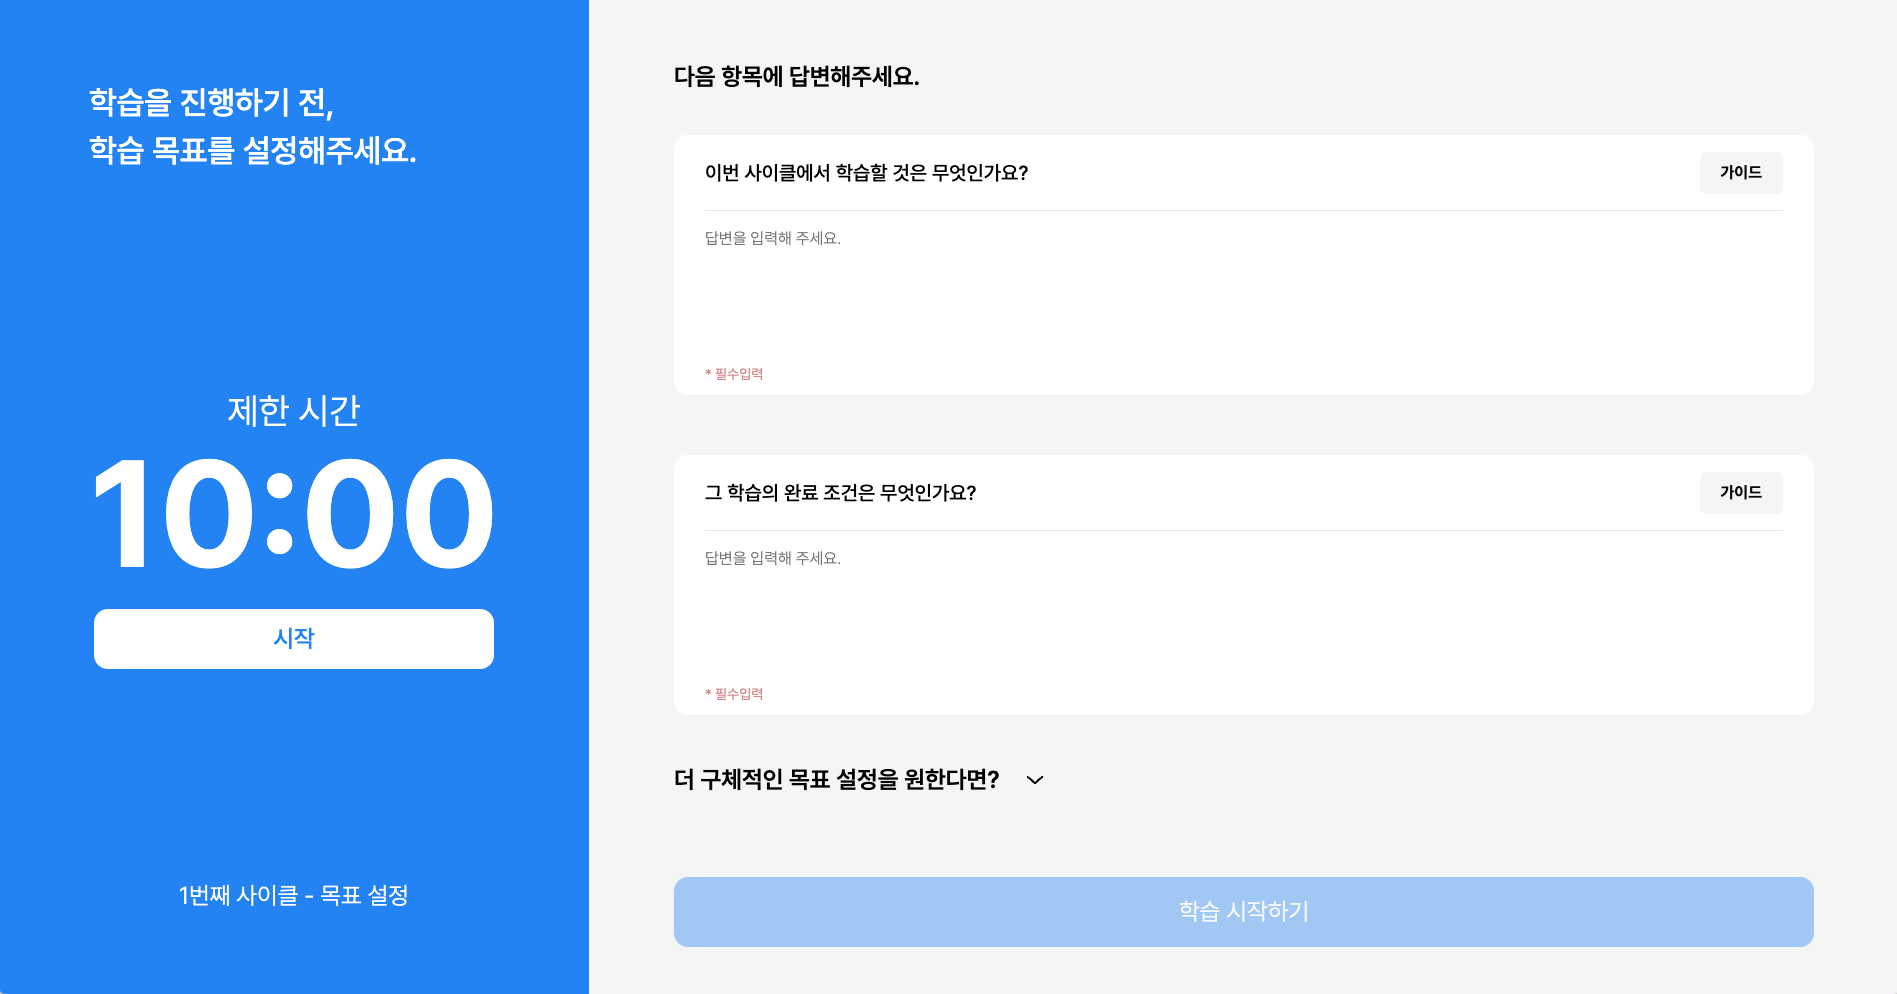 학습을 진행하기 전,
학습 목표를 설정해주세요.
제한 시간
10:00
시작
1번째 사이클 - 목표 설정
다음 항목에 답변해주세요.
이번 사이클에서 학습할 것은 무엇인가요?
가이드
답변을 입력해 주세요.
* 필수입력
그 학습의 완료 조건은 무엇인가요?
가이드
답변을 입력해 주세요.
* 필수입력
더 구체적인 목표 설정을 원한다면?
학습 시작하기